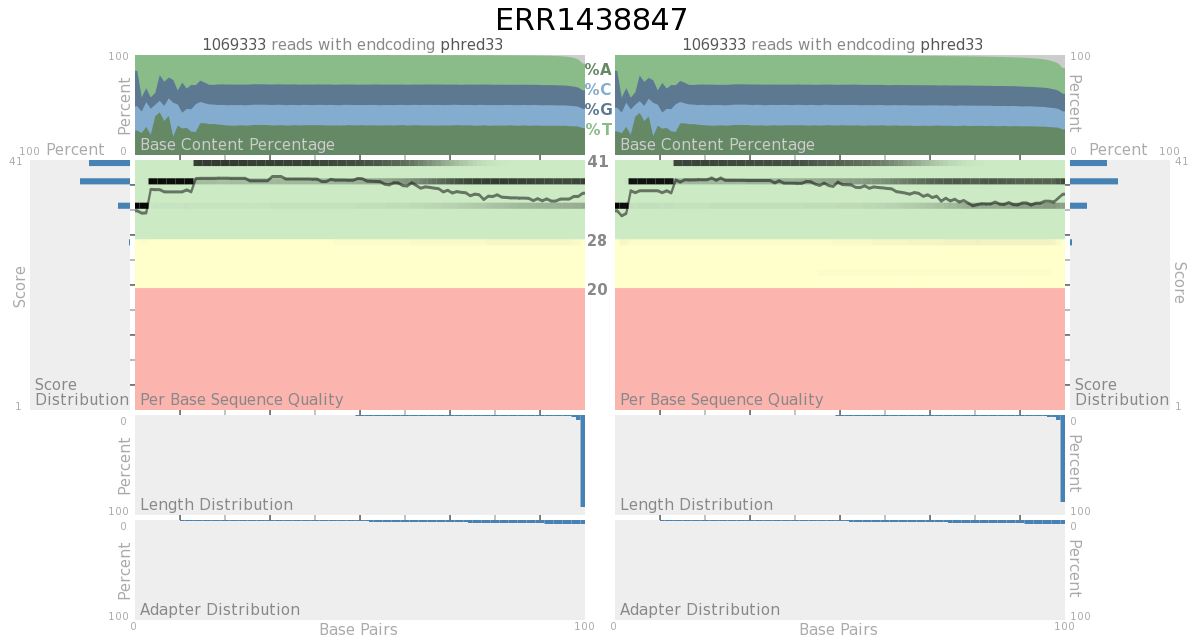 ERR1438847
1069333 reads with endcoding phred33
1069333 reads with endcoding phred33
100
Percent
0
Base Content Percentage
%A
%C
%G
%T
Base Content Percentage
100
Percent
0
100
Percent
41
Score
1
Score
Distribution
Per Base Sequence Quality
41
28
20
Per Base Sequence Quality
Percent
100
41
Score
1
Score
Distribution
0
Percent
100
Length Distribution
Length Distribution
0
Percent
100
0
Percent
100
Adapter Distribution
Adapter Distribution
0
Percent
100
0
Base Pairs
100
0
Base Pairs
100